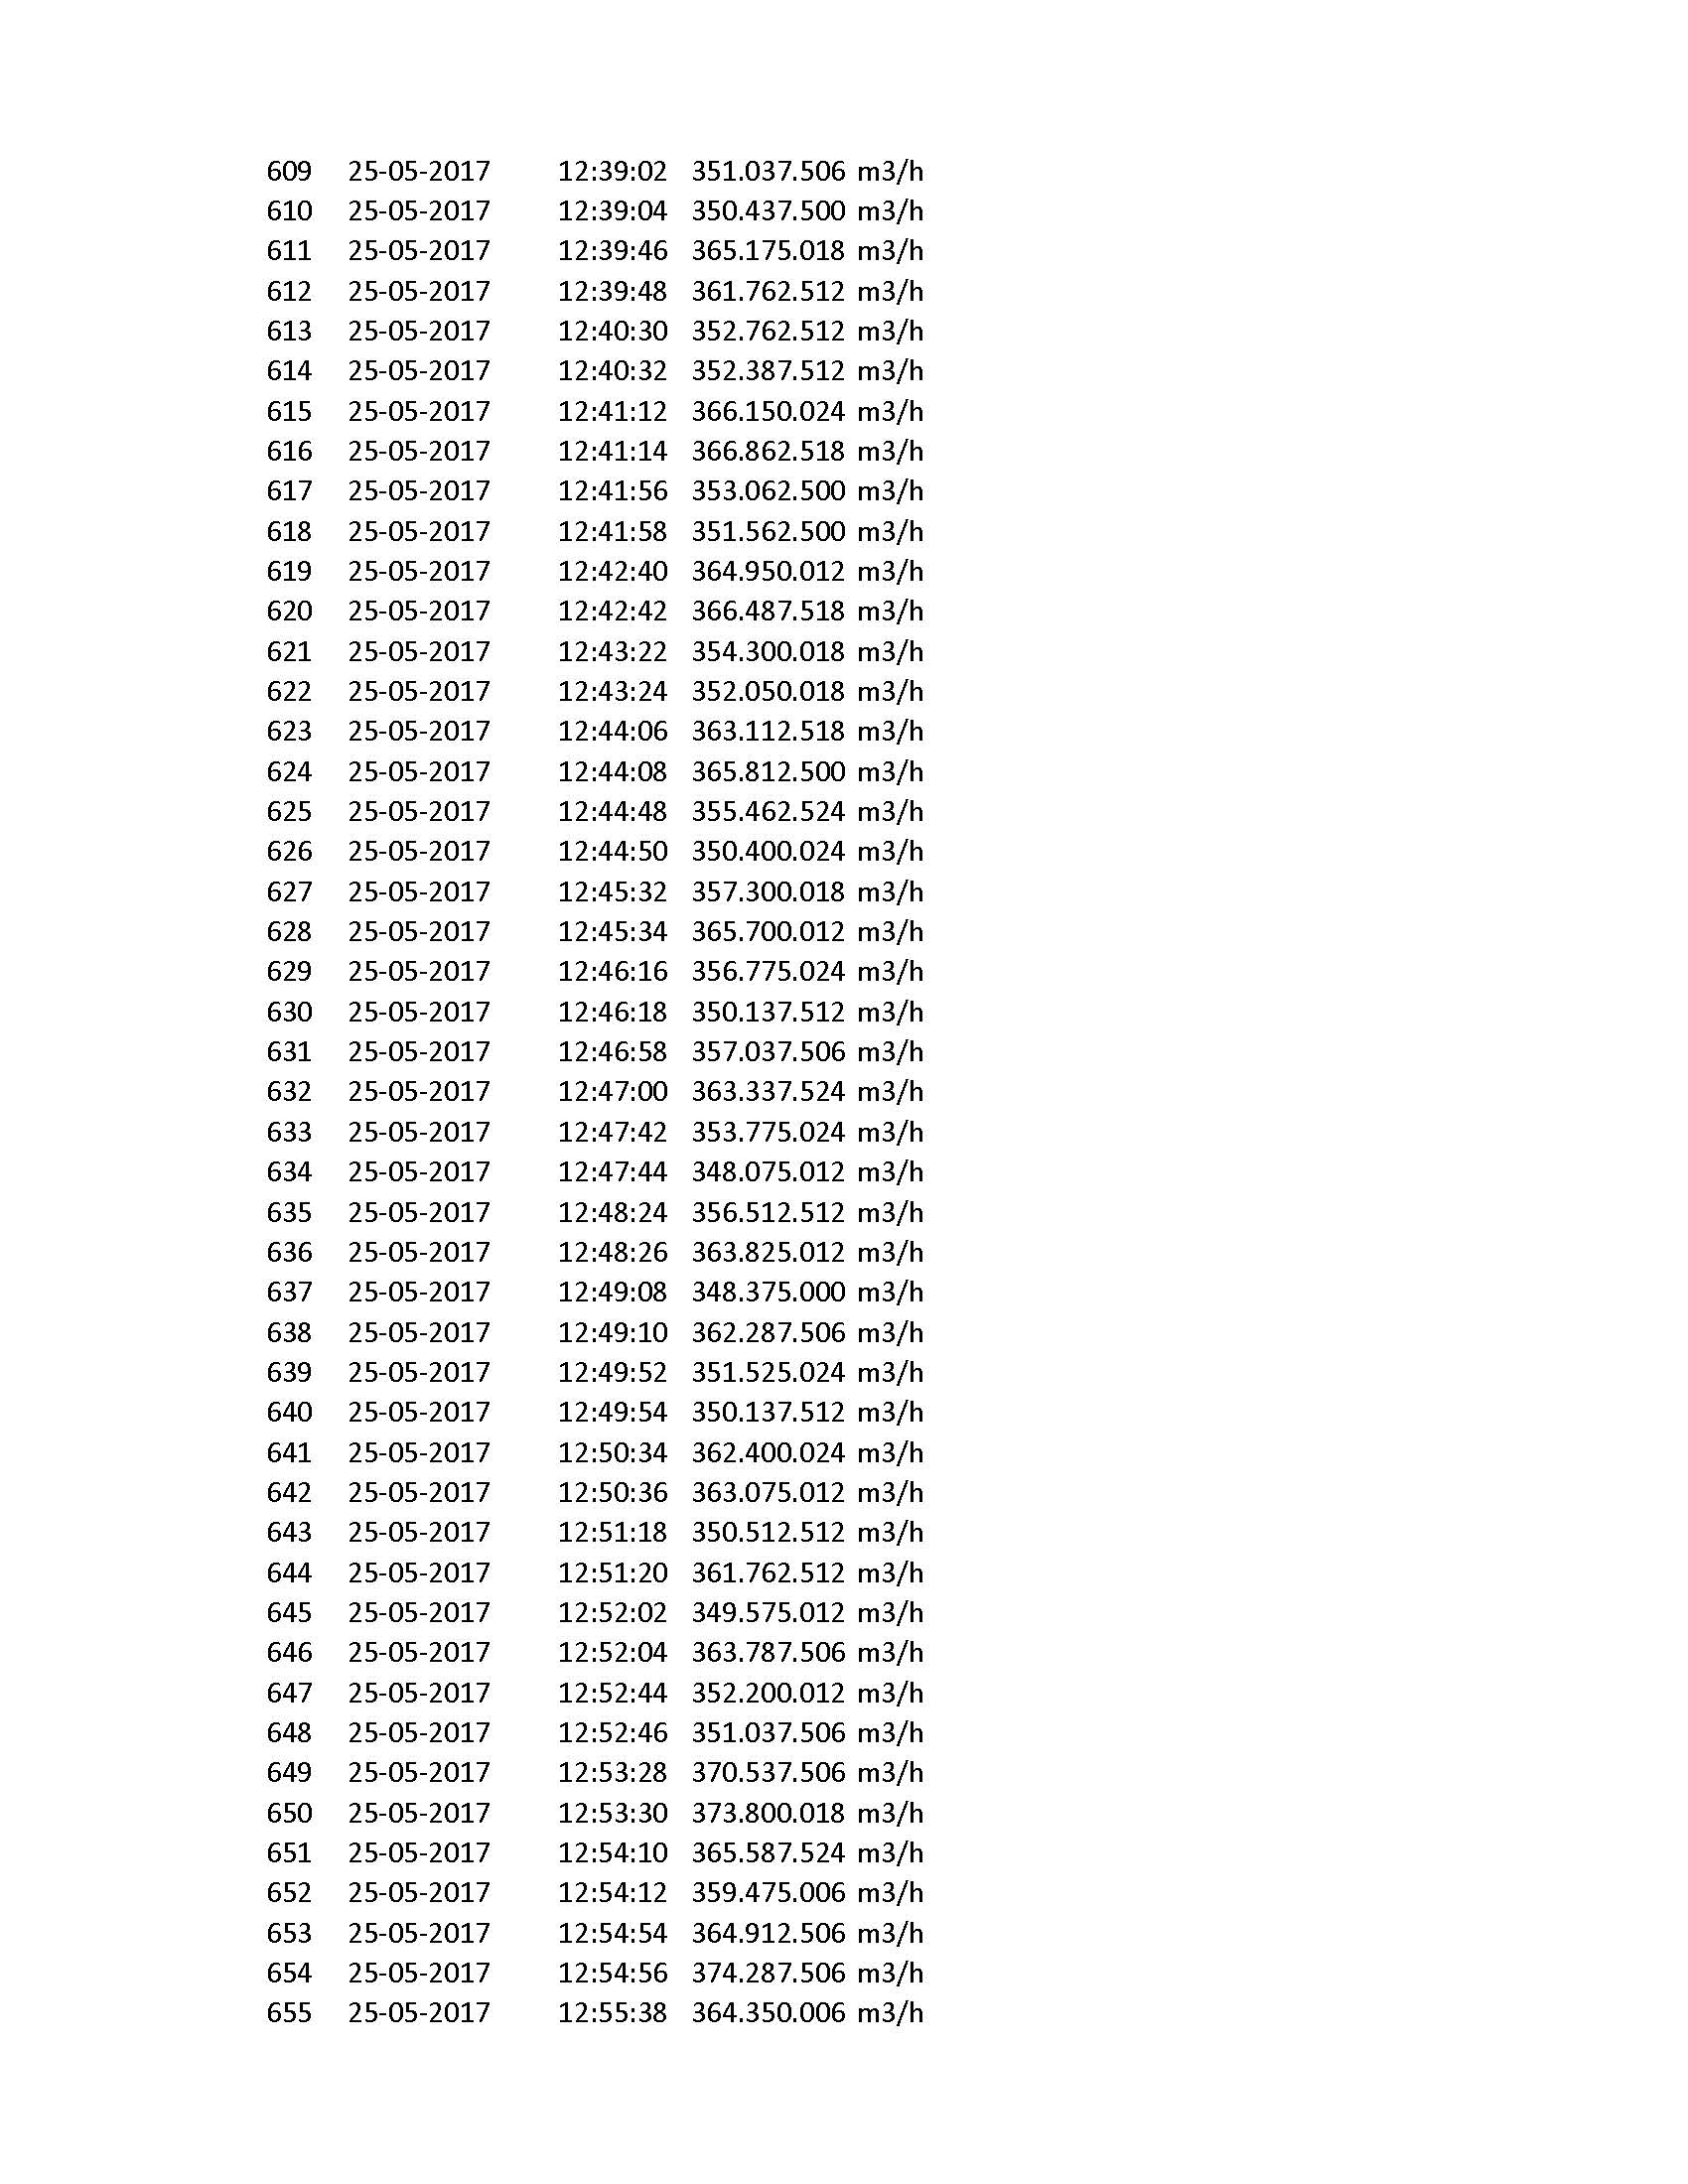 609 25-05-2017 12:39:02 351.037.506 m3/h
610 25-05-2017 12:39:04 350.437.500 m3/h
611 25-05-2017 12:39:46 365.175.018 m3/h
612 25-05-2017 12:39:48 361.762.512 m3/h
613 25-05-2017 12:40:30 352.762.512 m3/h
614 25-05-2017 12:40:32 352.387.512 m3/h
615 25-05-2017 12:41:12 366.150.024 m3/h
616 25-05-2017 12:41:14 366.862.518 m3/h
617 25-05-2017 12:41:56 353.062.500 m3/h
618 25-05-2017 12:41:58 351.562.500 m3/h
619 25-05-2017 12:42:40 364.950.012 m3/h
620 25-05-2017 12:42:42 366.487.518 m3/h
621 25-05-2017 12:43:22 354.300.018 m3/h
622 25-05-2017 12:43:24 352.050.018 m3/h
623 25-05-2017 12:44:06 363.112.518 m3/h
624 25-05-2017 12:44:08 365.812.500 m3/h
625 25-05-2017 12:44:48 355.462.524 m3/h
626 25-05-2017 12:44:50 350.400.024 m3/h
627 25-05-2017 12:45:32 357.300.018 m3/h
628 25-05-2017 12:45:34 365.700.012 m3/h
629 25-05-2017 12:46:16 356.775.024 m3/h
630 25-05-2017 12:46:18 350.137.512 m3/h
631 25-05-2017 12:46:58 357.037.506 m3/h
632 25-05-2017 12:47:00 363.337.524 m3/h
633 25-05-2017 12:47:42 353.775.024 m3/h
634 25-05-2017 12:47:44 348.075.012 m3/h
635 25-05-2017 12:48:24 356.512.512 m3/h
636 25-05-2017 12:48:26 363.825.012 m3/h
637 25-05-2017 12:49:08 348.375.000 m3/h
638 25-05-2017 12:49:10 362.287.506 m3/h
639 25-05-2017 12:49:52 351.525.024 m3/h
640 25-05-2017 12:49:54 350.137.512 m3/h
641 25-05-2017 12:50:34 362.400.024 m3/h
642 25-05-2017 12:50:36 363.075.012 m3/h
643 25-05-2017 12:51:18 350.512.512 m3/h
644 25-05-2017 12:51:20 361.762.512 m3/h
645 25-05-2017 12:52:02 349.575.012 m3/h
646 25-05-2017 12:52:04 363.787.506 m3/h
647 25-05-2017 12:52:44 352.200.012 m3/h
648 25-05-2017 12:52:46 351.037.506 m3/h
649 25-05-2017 12:53:28 370.537.506 m3/h
650 25-05-2017 12:53:30 373.800.018 m3/h
651 25-05-2017 12:54:10 365.587.524 m3/h
652 25-05-2017 12:54:12 359.475.006 m3/h
653 25-05-2017 12:54:54 364.912.506 m3/h
654 25-05-2017 12:54:56 374.287.506 m3/h
655 25-05-2017 12:55:38 364.350.006 m3/h